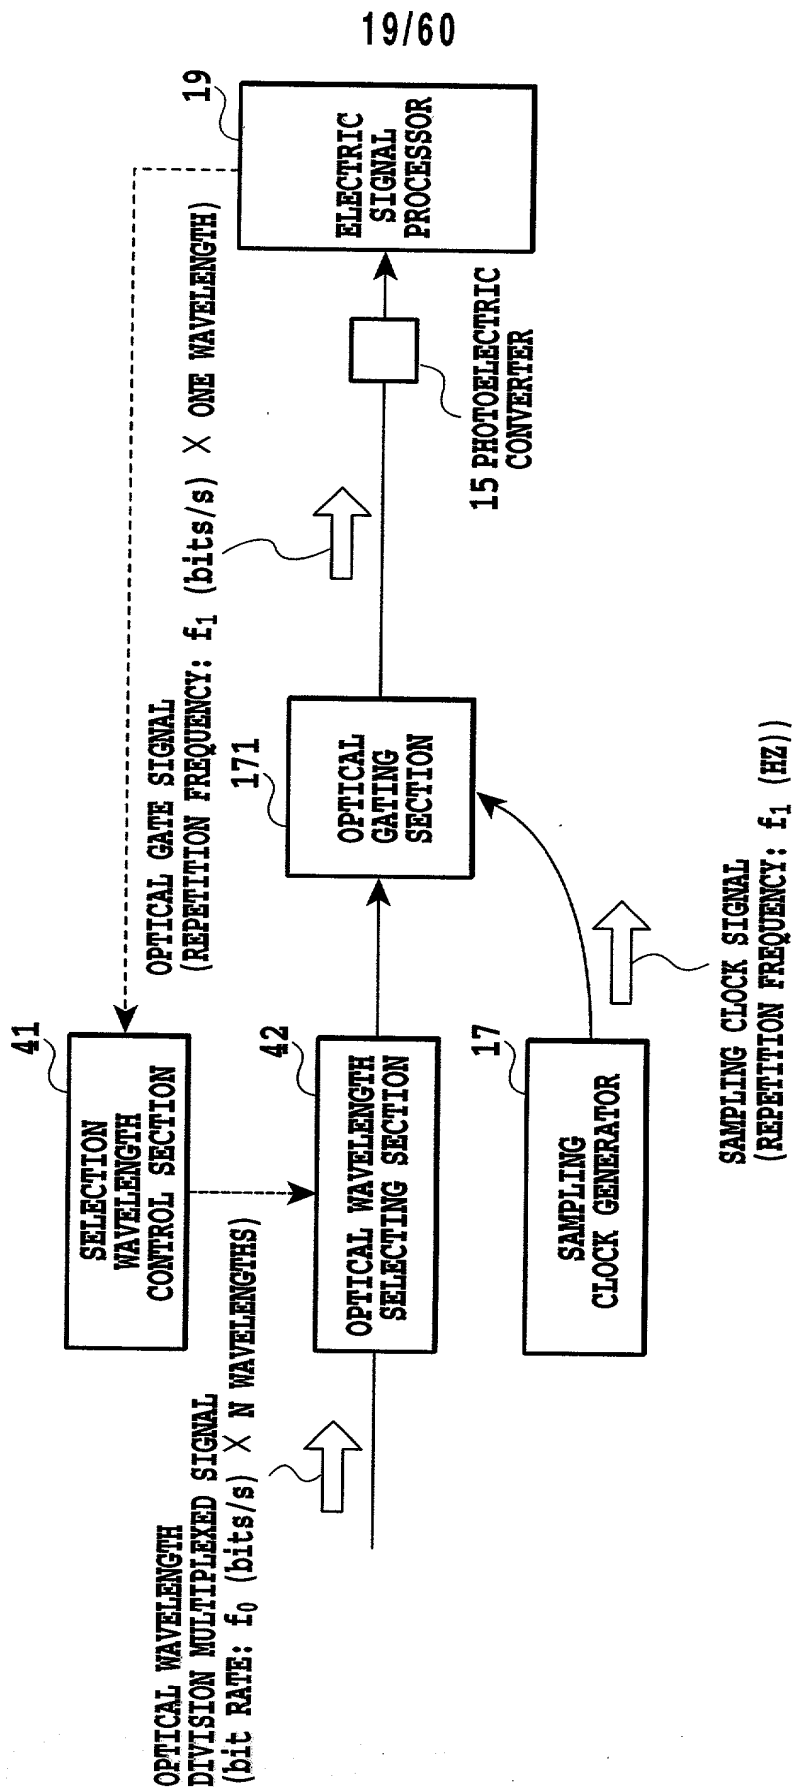 19/60
OPTICAL WAVELENGTH
DIVISION MULTIPLEXED SIGNAL
(bit RATE: f0 (bits/s) × N WAVELENGTHS)
41
SELECTION
WAVELENGTH
CONTROL SECTION
42
OPTICAL WAVELENGTH
SELECTING SECTION
17
SAMPLING
CLOCK GENERATOR
SAMPLING CLOCK SIGNAL
(REPETITION FREQUENCY: f1 (HZ))
OPTICAL GATE SIGNAL
(REPETITION FREQUENCY: f1 (bits/s) × ONE WAVELENGTH)
171
OPTICAL
GATING
SECTION
15 PHOTOELECTRIC
CONVERTER
19
ELECTRIC
SIGNAL
PROCESSOR